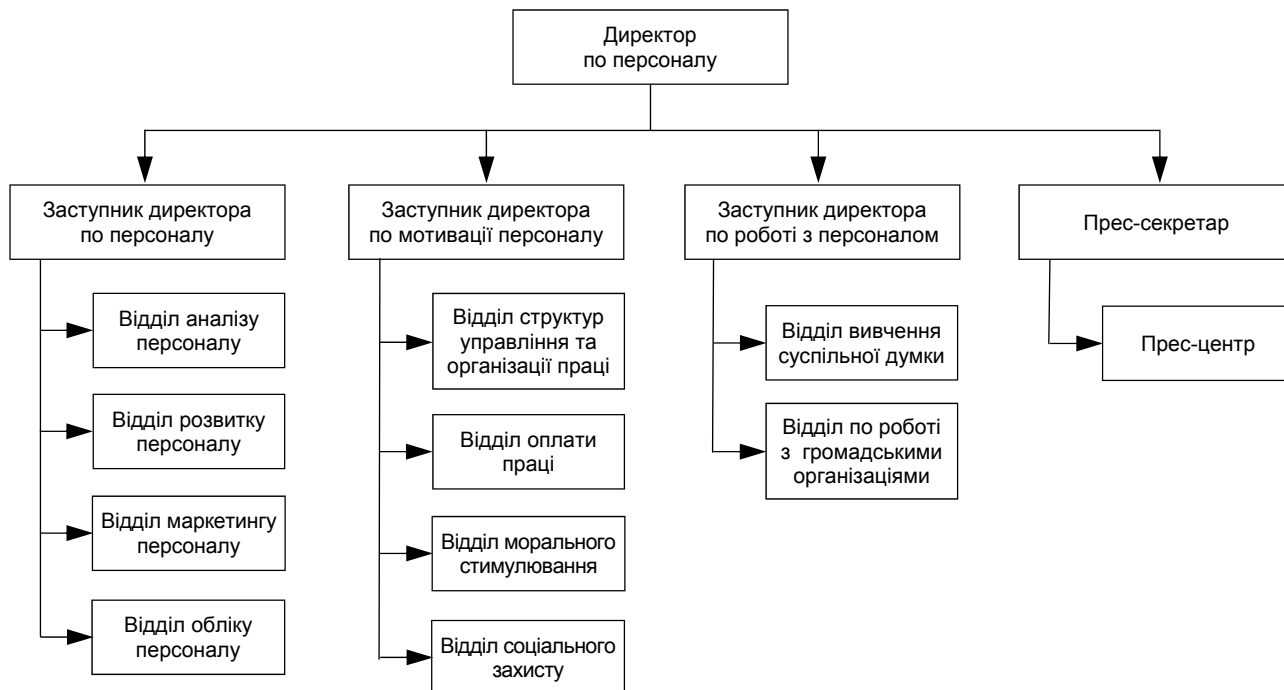 Директор
по персоналу
Заступник директора
по персоналу
Відділ аналізу
персоналу
Відділ розвитку
персоналу
Відділ маркетингу
персоналу
Відділ обліку
персоналу
Заступник директора
по мотивації персоналу
Відділ структур
управління та
організації праці
Відділ оплати
праці
Відділ морального
стимулювання
Відділ соціального
захисту
Заступник директора
по роботі з персоналом
Відділ вивчення
суспільної думки
Відділ по роботі
з громадськими
організаціями
Прес-секретар
Прес-центр